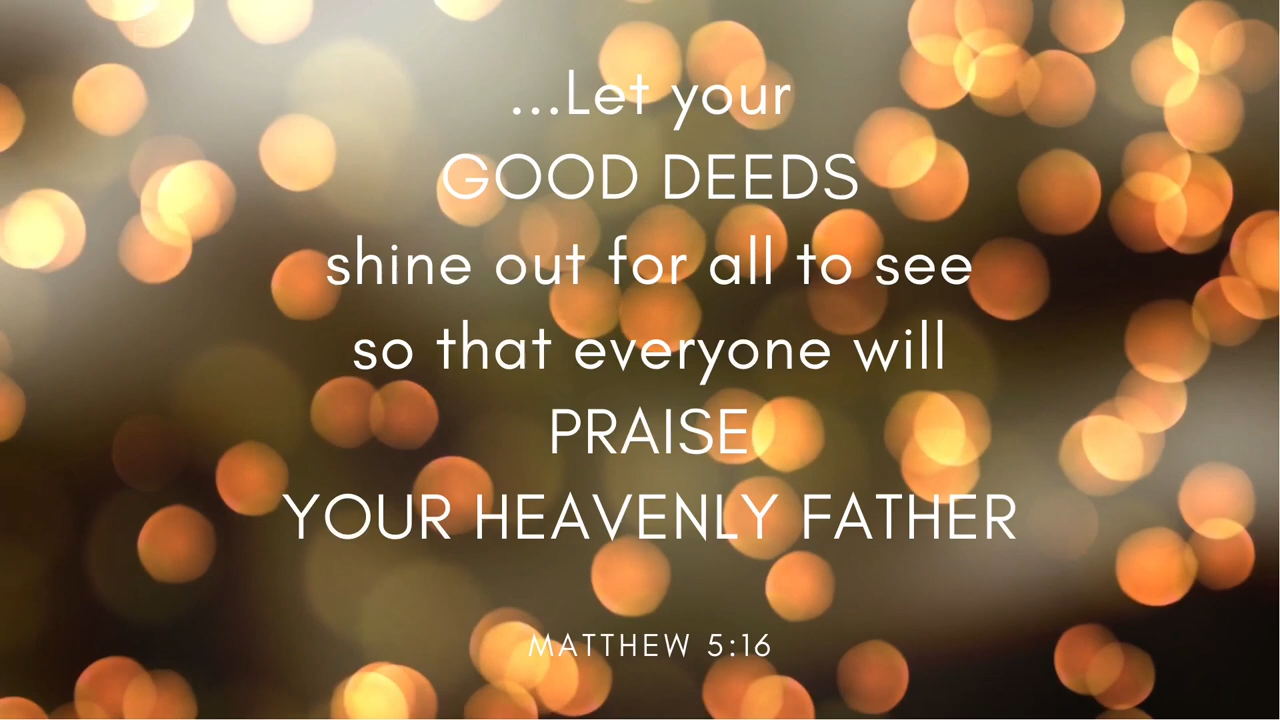 ...Let your
GOOD DEEDS
shine out for all to see
so that everyone will
PRAISE
YOUR HEAVENLY FATHER
MATTHEW 5:16